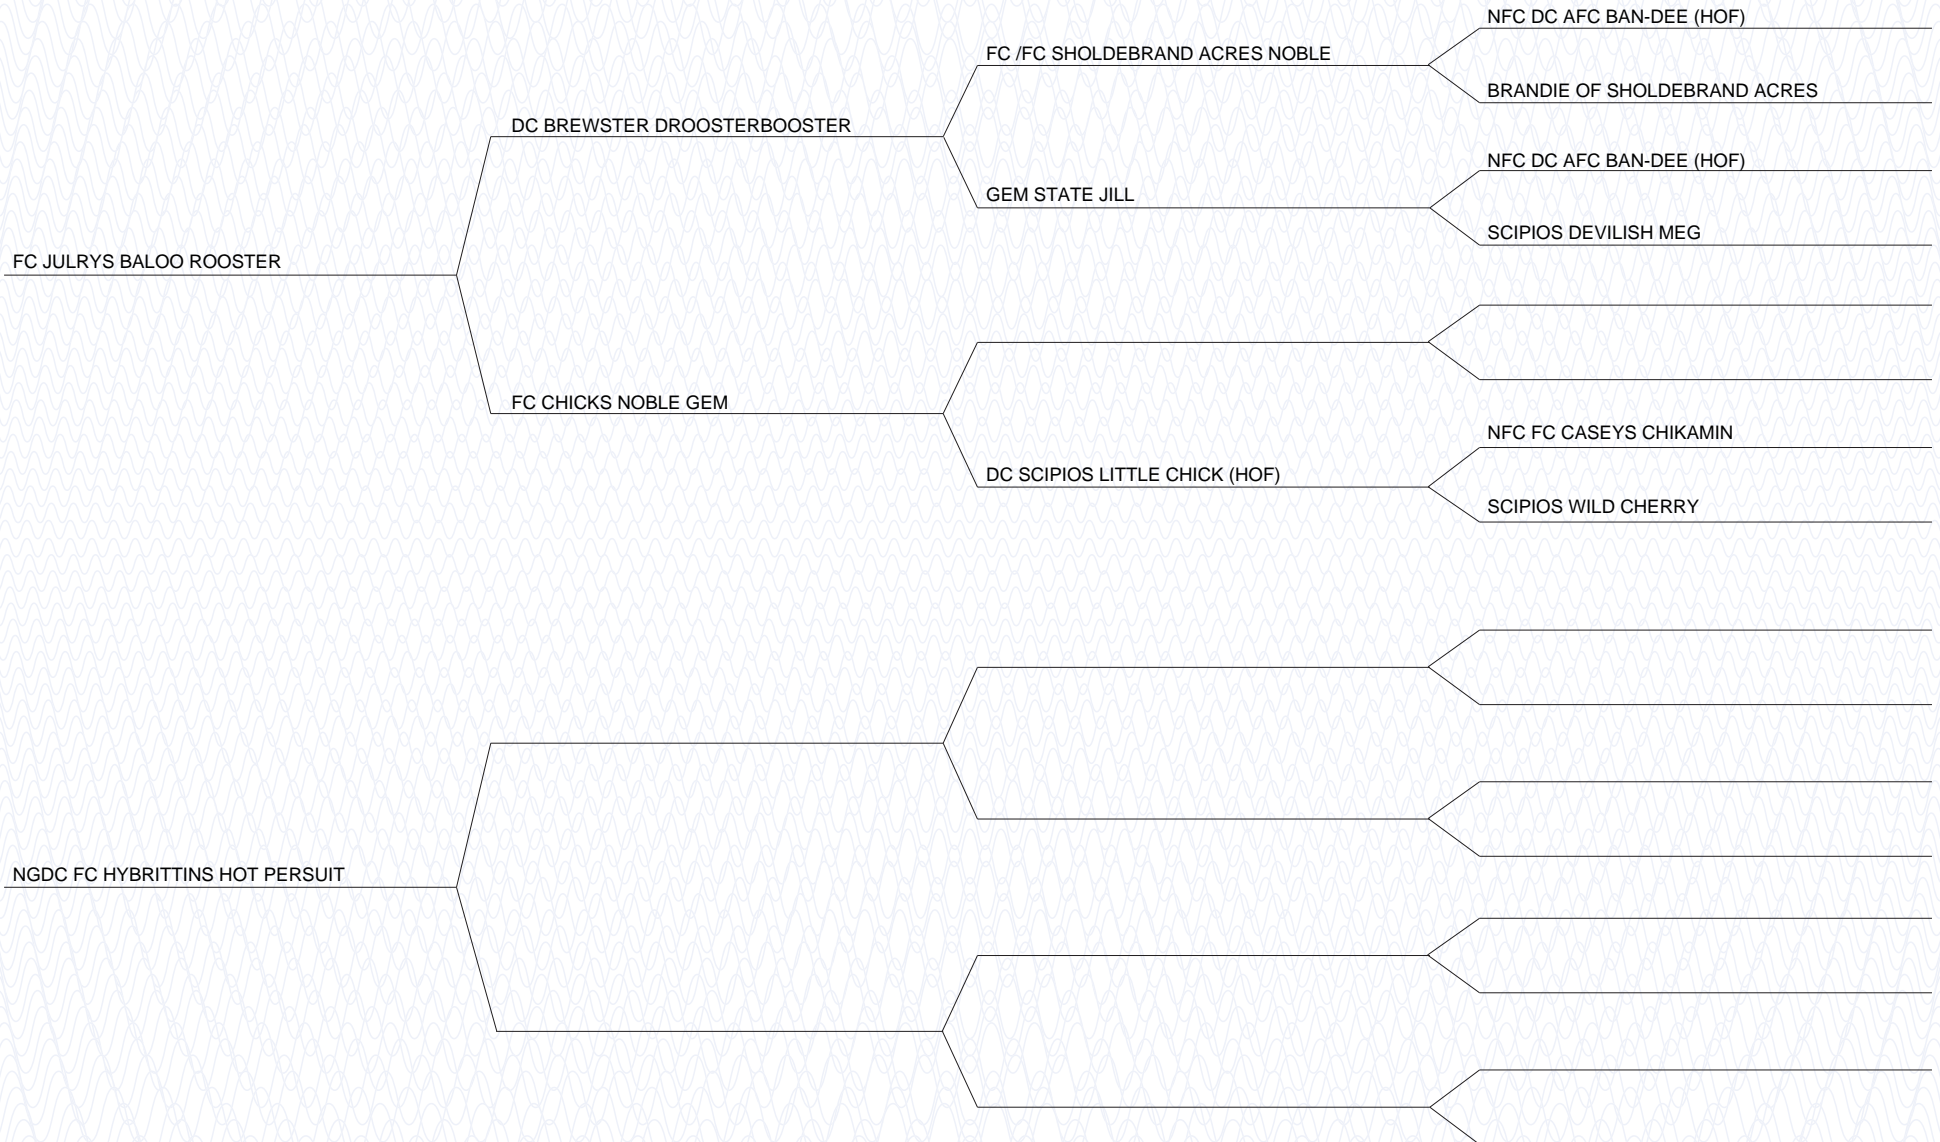 NFC DC AFC BAN-DEE (HOF)
FC /FC SHOLDEBRAND ACRES NOBLE
BRANDIE OF SHOLDEBRAND ACRES
DC BREWSTER DROOSTERBOOSTER
NFC DC AFC BAN-DEE (HOF)
GEM STATE JILL
SCIPIOS DEVILISH MEG
FC JULRYS BALOO ROOSTER
FC CHICKS NOBLE GEM
NFC FC CASEYS CHIKAMIN
DC SCIPIOS LITTLE CHICK (HOF)
SCIPIOS WILD CHERRY
NGDC FC HYBRITTINS HOT PERSUIT